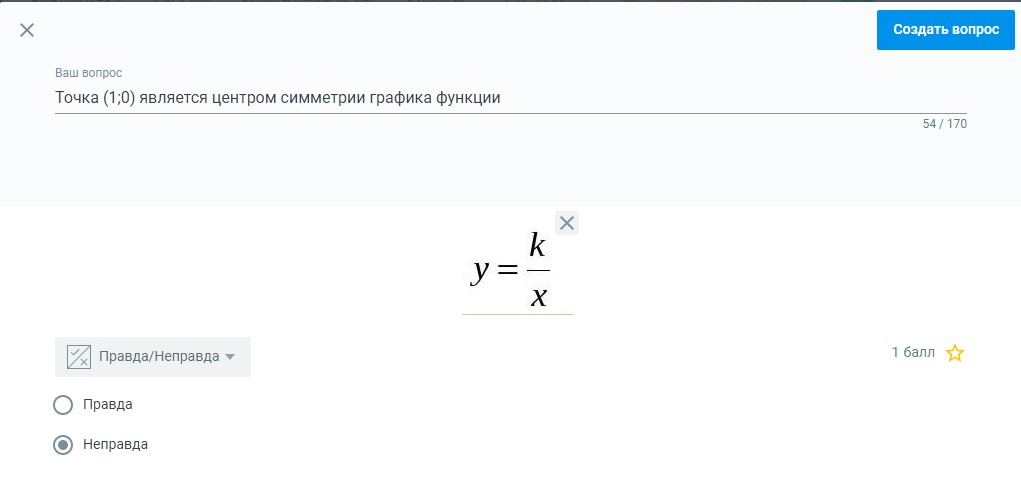 Создать вопрос
Ваш вопрос
Точка (1;0) является центром симметрии графика функции
54 / 170
y = k/x
Правда/Неправда
1 балл
Правда
Неправда